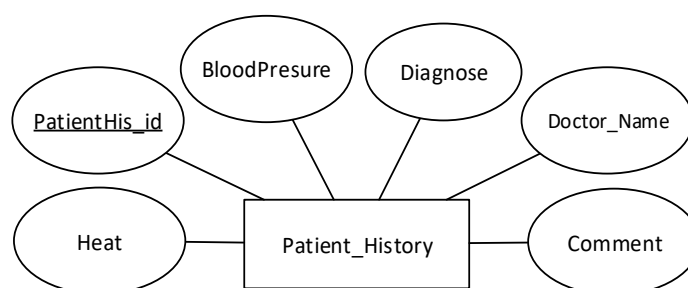 BloodPresure
Diagnose
PatientHis_id
Doctor_Name
Heat
Patient_History
Comment